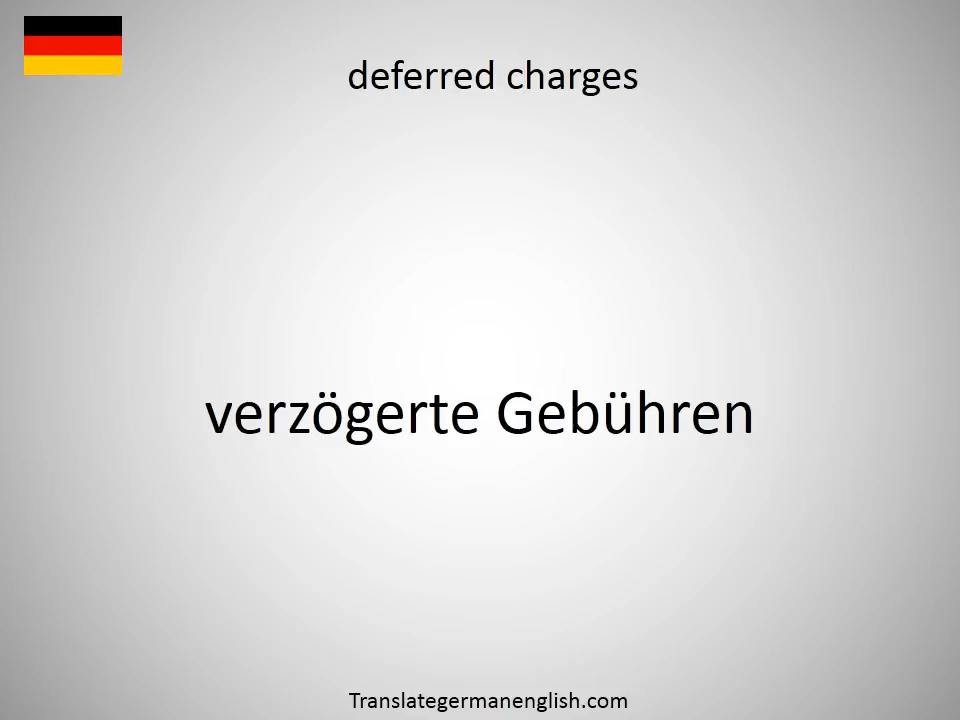 deferred charges
verzögerte Gebühren
Translategermanenglish.com